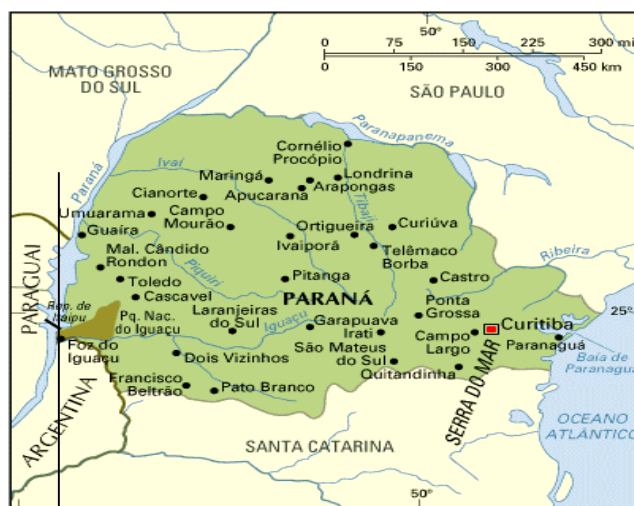 50°
0 75 150 225 300 mi
0 150 300 450 km
MATO GROSSO
DO SUL
SÃO PAULO
Paranapanema
Cornélio
Procópio
Ivaí
Paraná
Maringá
Londrina
Apucarana
Arapongas
Cianorte
Tibaji
Umuarama
Campo
Mourão
Ortigueira
Curiúva
Guaíra
Ivaiporã
Telêmaco
Borba
Ribeira
Mal. Cândido
Rondon
Piquiri
PARAGUAI
Toledo
Pitanga
Castro
Rep. de
Itaipu
Cascavel
PARANÁ
Ponta
Grossa
25°
Pq. Nac.
do Iguaçu
Laranjeiras
do Sul
Iguaçu
Garapuava
Irati
Curitiba
Campo
Largo
Paranaguá
Foz do
Iguaçu
Dois Vizinhos
São Mateus
do Sul
Baía de
Paranaguá
Quitandinha
Francisco
Beltrão
Pato Branco
SERRA DO MAR
ARGENTINA
SANTA CATARINA
OCEANO
ATLÂNTICO
50°